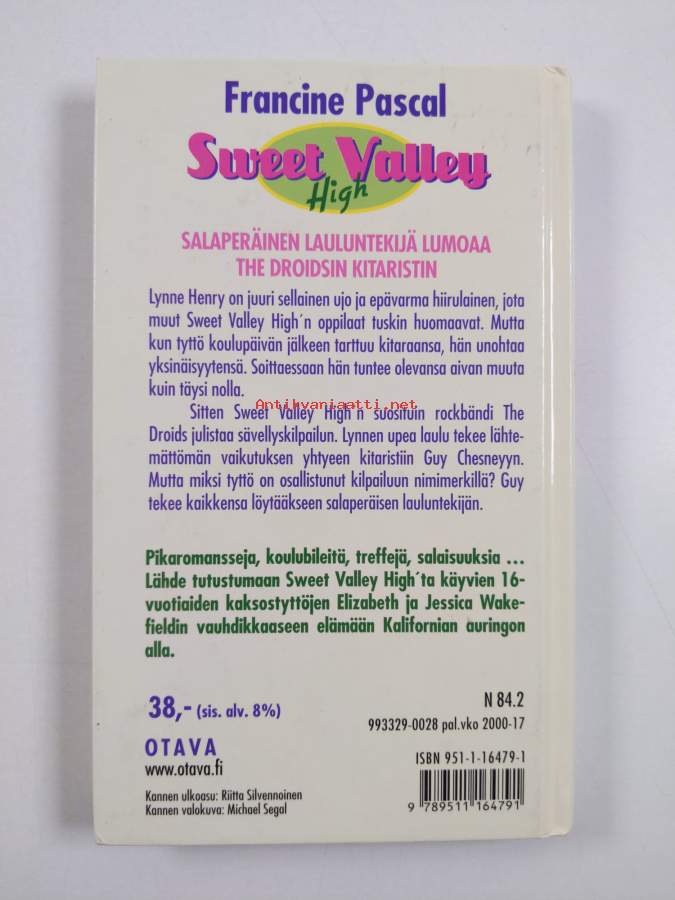 Francine Pascal
Sweet Valley
High
SALAPERÄINEN LAULUNTEKIJÄ LUMOAA
THE DROIDSIN KITARISTIN
Lynne Henry on juuri sellainen ujo ja epävarma hiirulainen, jota
muut Sweet Valley High´n oppilaat tuskin huomaavat. Mutta
kun tyttö koulupäivän jälkeen tarttuu kitaraansa, hän unohtaa
yksinäisyytensä. Soittaessaan hän tuntee olevansa aivan muuta
kuin täysi nolla.
Antikvariaatti.net
Sitten Sweet Valley High´n suosituin rockbändi The
Droids julistaa sävellyskilpailun. Lynnen upea laulu tekee lähte-
mättömän vaikutuksen yhtyeen kitaristiin Guy Chesneyyn.
Mutta miksi tyttö on osallistunut kilpailuun nimimerkillä? Guy
tekee kaikkensa löytääkseen salaperäisen lauluntekijän.
Pikaromansseja, koulubileitä, treffejä, salaisuuksia ...
Lähde tutustumaan Sweet Valley High´ta käyvien 16-
vuotiaiden kaksostyttöjen Elizabeth ja Jessica Wake-
fieldin vauhdikkaaseen elämään Kalifornian auringon
alla.
38,- (sis. alv. 8%)
N 84.2
993329-0028 pal.vko 2000-17
OTAVA
www.otava.fi
ISBN 951-1-16479-1
Kannen ulkoasu: Riitta Silvennoinen
Kannen valokuva: Michael Segal
9 789511 164791